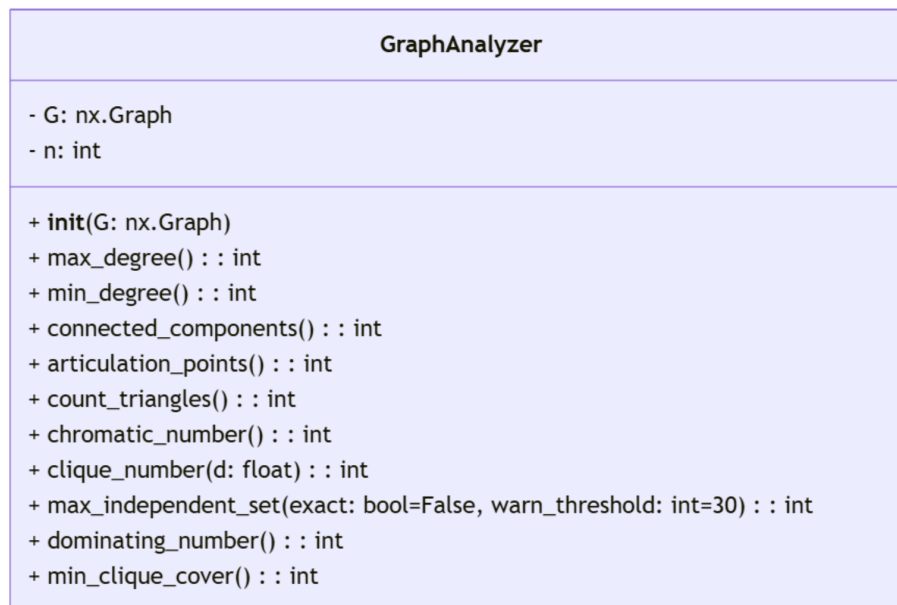 GraphAnalyzer
- G: nx.Graph
- n: int
+ init(G: nx.Graph)
+ max_degree() : : int
+ min_degree() : : int
+ connected_components() : : int
+ articulation_points() : : int
+ count_triangles() : : int
+ chromatic_number() : : int
+ clique_number(d: float) : : int
+ max_independent_set(exact: bool=False, warn_threshold: int=30) : : int
+ dominating_number() : : int
+ min_clique_cover() : : int